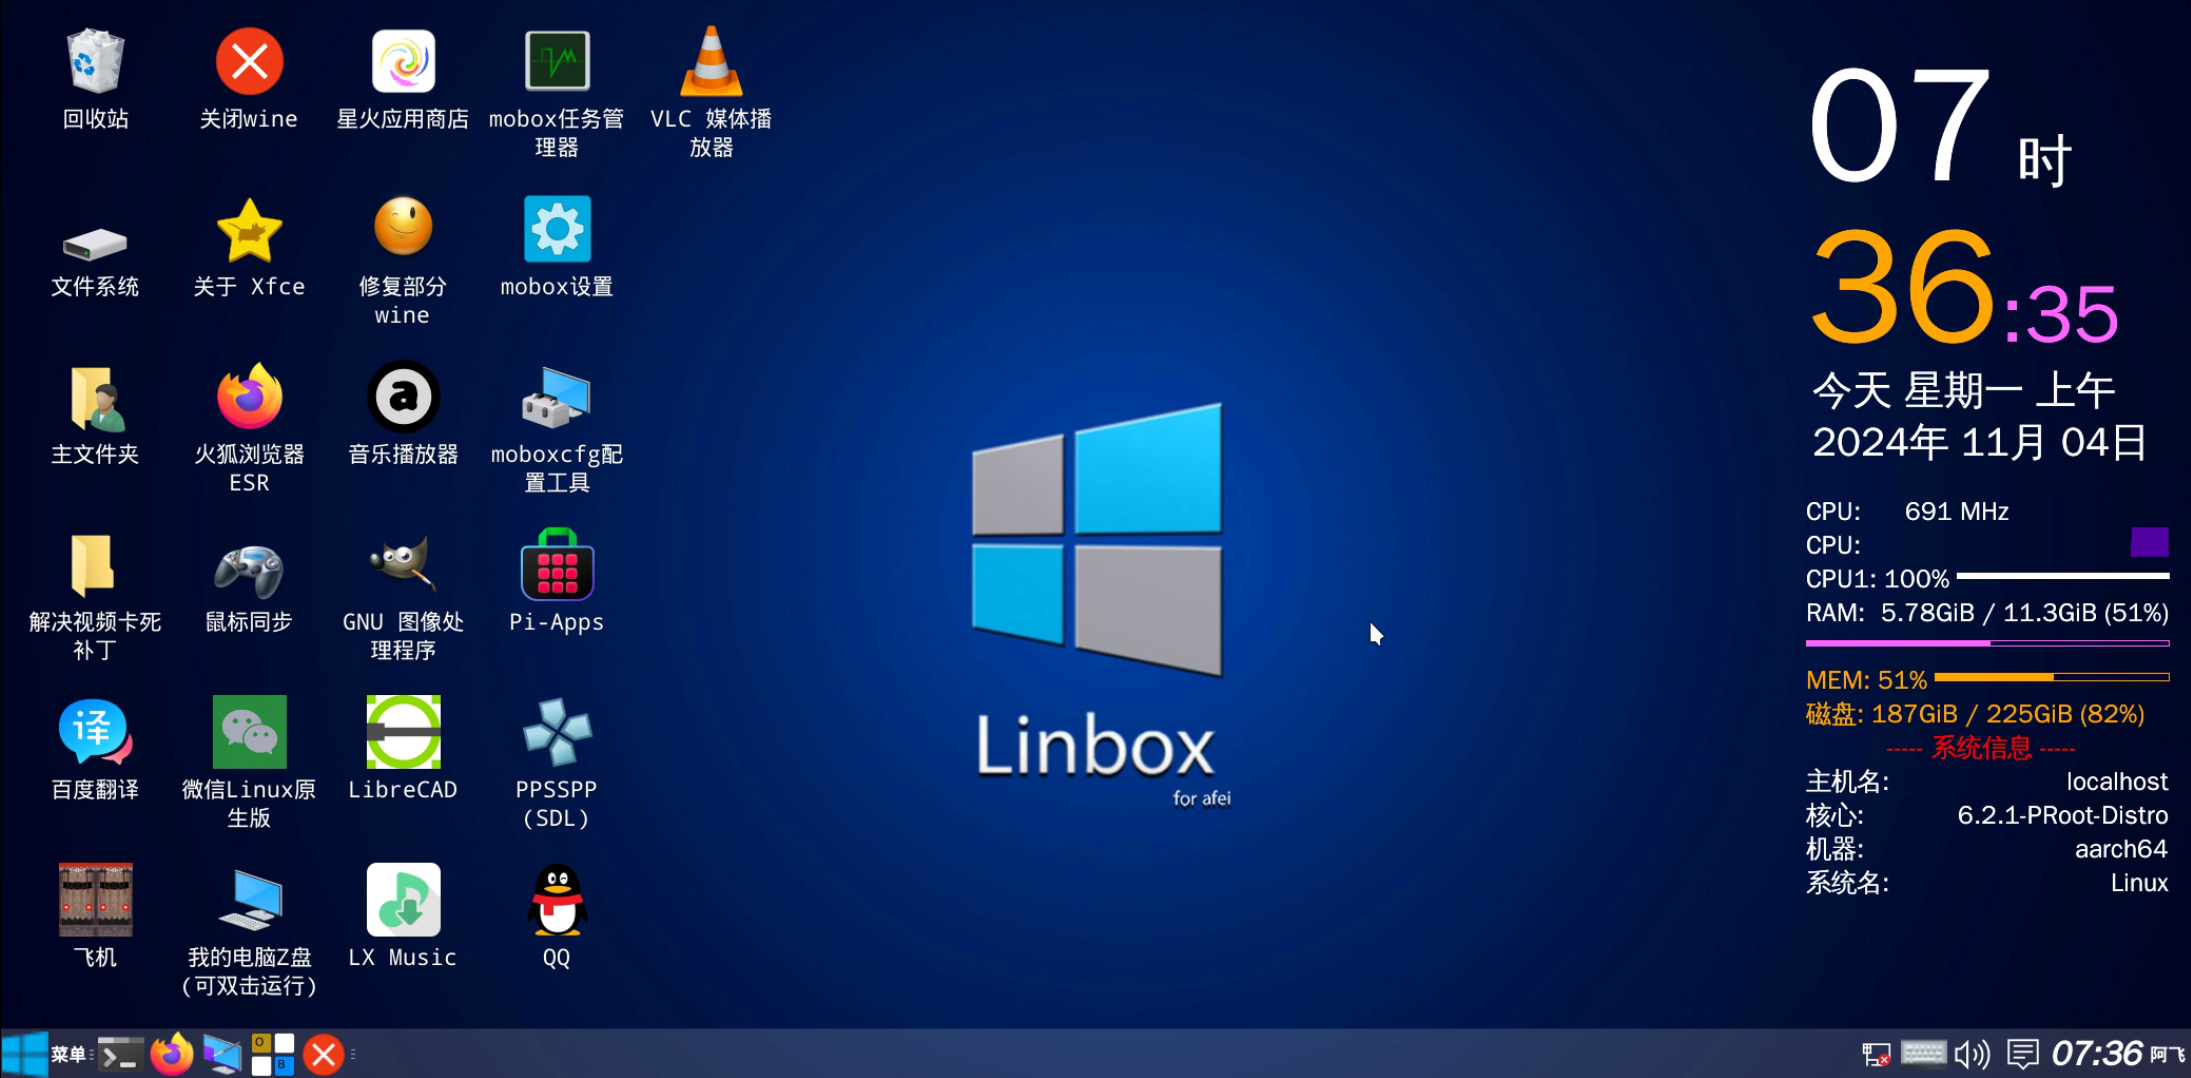 回收站
关闭wine
星火应用商店
mobox任务管
理器
VLC 媒体播
放器
文件系统
关于 Xfce
修复部分
wine
mobox设置
主文件夹
火狐浏览器
ESR
a
音乐播放器
moboxcfg配
置工具
解决视频卡死
补丁
鼠标同步
GNU 图像处
理程序
Pi-Apps
译
百度翻译
微信Linux原
生版
LibreCAD
PPSSPP
(SDL)
飞机
我的电脑Z盘
(可双击运行)
LX Music
QQ
Linbox
for afei
07 时
36:35
今天 星期一 上午
2024年 11月 04日
CPU: 691 MHz
CPU:
CPU1: 100%
RAM: 5.78GiB / 11.3GiB (51%)
MEM: 51%
磁盘: 187GiB / 225GiB (82%)
----- 系统信息 -----
主机名: localhost
核心: 6.2.1-PRoot-Distro
机器: aarch64
系统名: Linux
菜单
O
B
07:36 阿飞